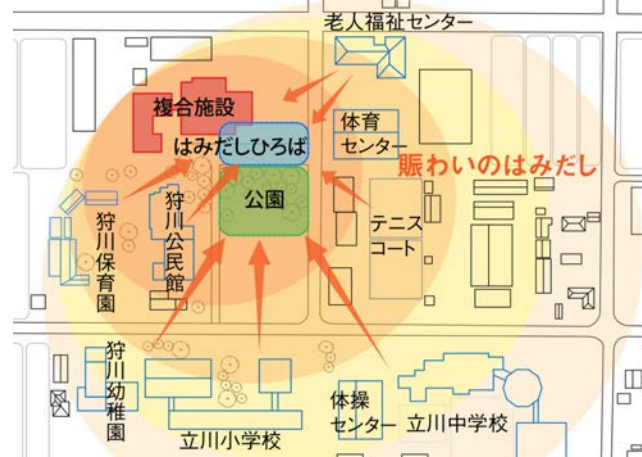 老人福祉センター
複合施設
体育
センター
はみだしひろば
賑わいのはみだし
公園
狩川保育園
狩川公民館
テニス
コート
狩川幼稚園
立川小学校
体操
センター
立川中学校